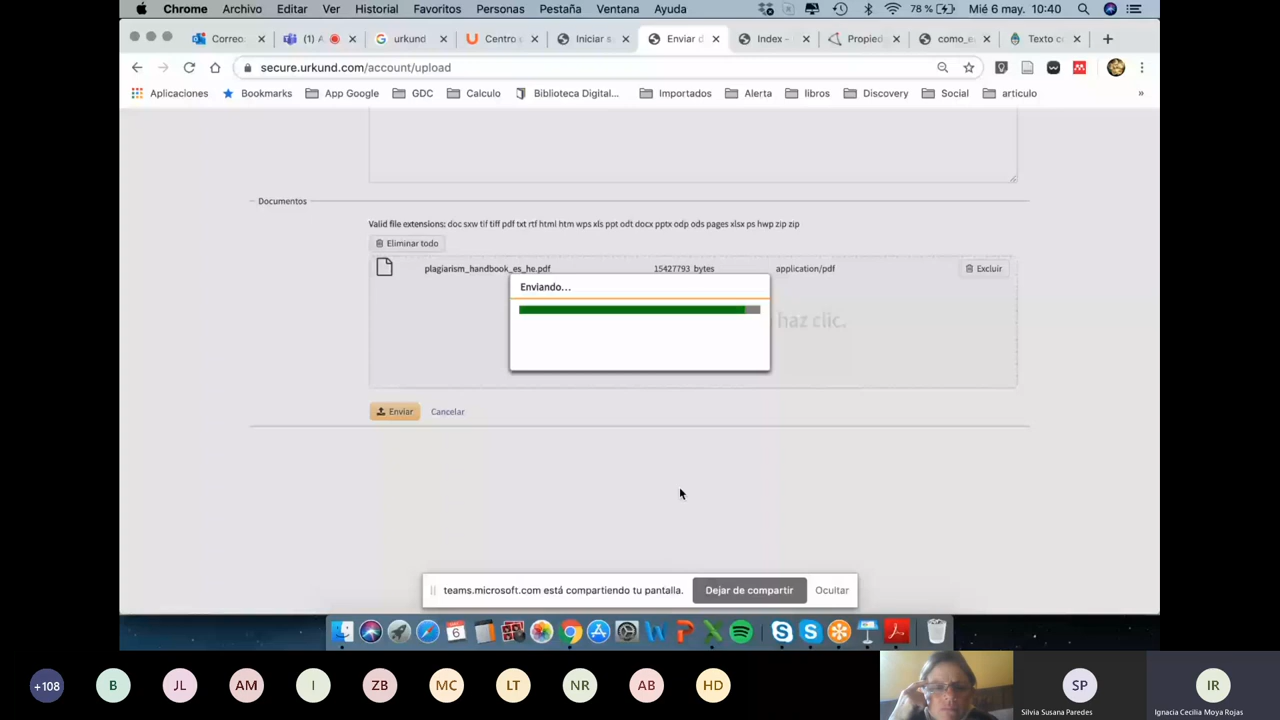 Chrome Archivo Editar Ver Historial Favoritos Personas Pestaña Ventana Ayuda 78 % Mié 6 may. 10:40
Correo (1) A urkund Centro Iniciar s Enviar d Index - Propied como_e Texto c
secure.urkund.com/account/upload
Aplicaciones Bookmarks App Google GDC Calculo Biblioteca Digital... Importados Alerta libros Discovery Social articulo »
Documentos
Valid file extensions: doc sxw tif tiff pdf txt rtf html htm wps xls ppt odt docx pptx odp ods pages xlsx ps hwp zip zip
Eliminar todo
plagiarism_handbook_es_he.pdf 15427793 bytes application/pdf Excluir
Enviando...
haz clic.
Enviar Cancelar
teams.microsoft.com está compartiendo tu pantalla. Dejar de compartir Ocultar
6
+108 B JL AM I ZB MC LT NR AB HD SP IR
Silvia Susana Paredes Ignacia Cecilia Moya Rojas